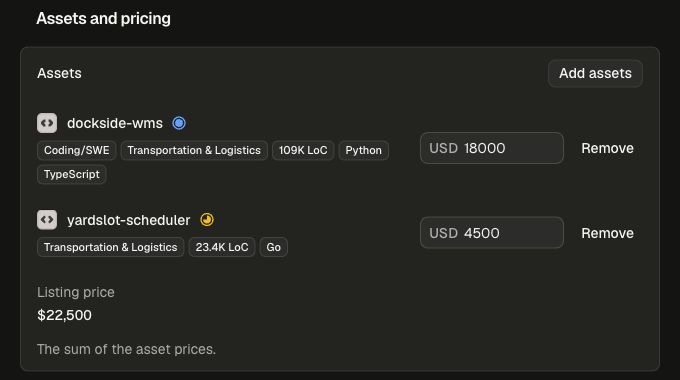 Assets and pricing
Assets
Add assets
dockside-wms
Coding/SWE Transportation & Logistics 109K LoC Python
TypeScript
USD 18000
Remove
yardslot-scheduler
Transportation & Logistics 23.4K LoC Go
USD 4500
Remove
Listing price
$22,500
The sum of the asset prices.